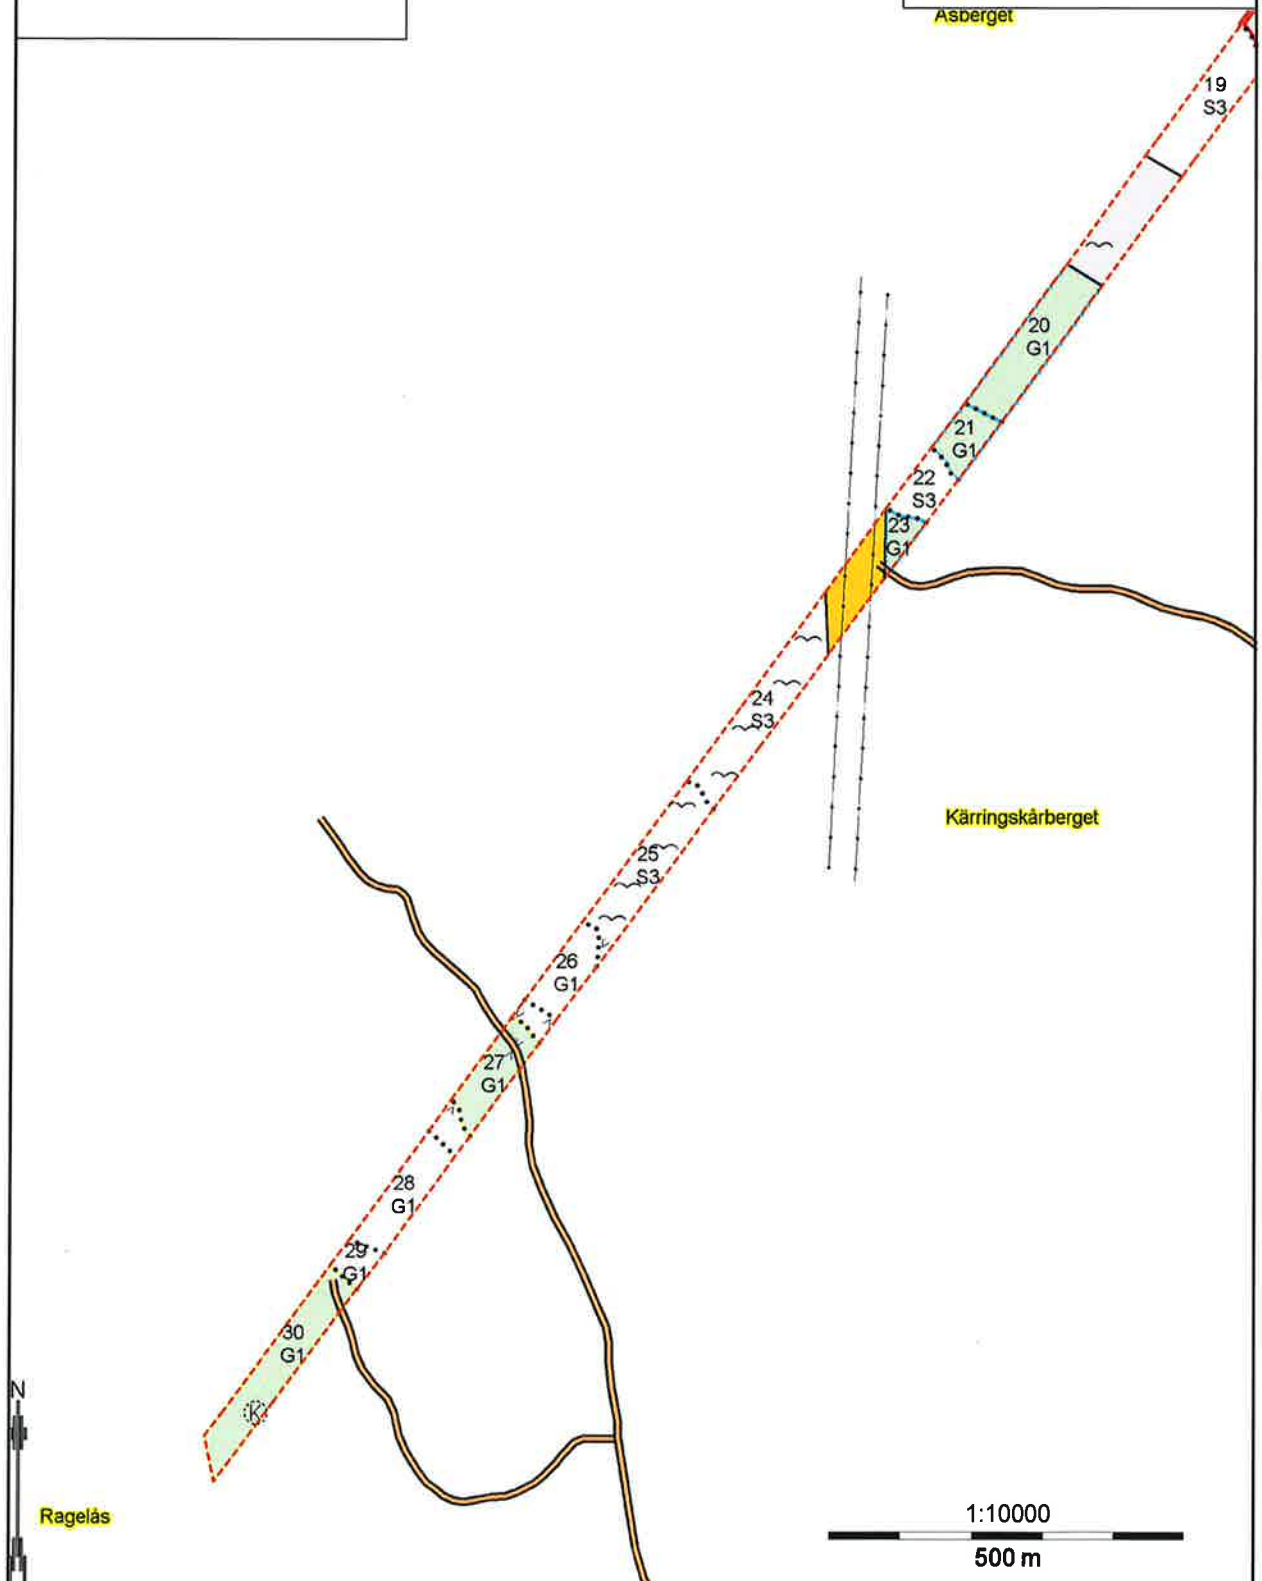 Åsberget
19
S3
20
G1
21
G1
22
S3
23
G1
24
S3
Kärringskårberget
25
S3
26
G1
27
G1
28
G1
29
G1
30
G1
K
N
Ragelås
1:10000
500 m